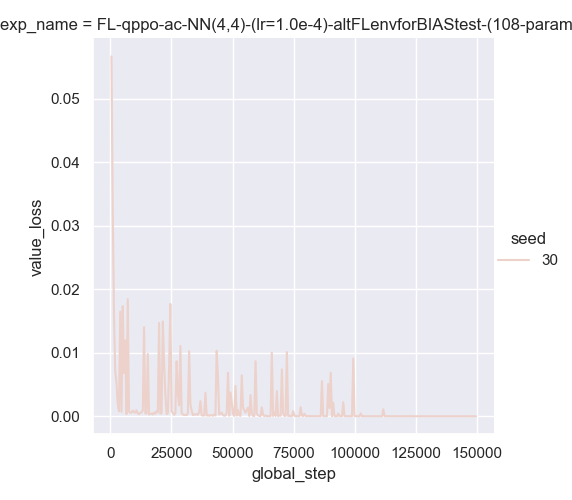 exp_name = FL-qppo-ac-NN(4,4)-(lr=1.0e-4)-altFLenvforBIAStest-(108-param
0.05
0.04
0.03
0.02
0.01
0.00
value_loss
0 25000 50000 75000 100000 125000 150000
global_step
seed
30